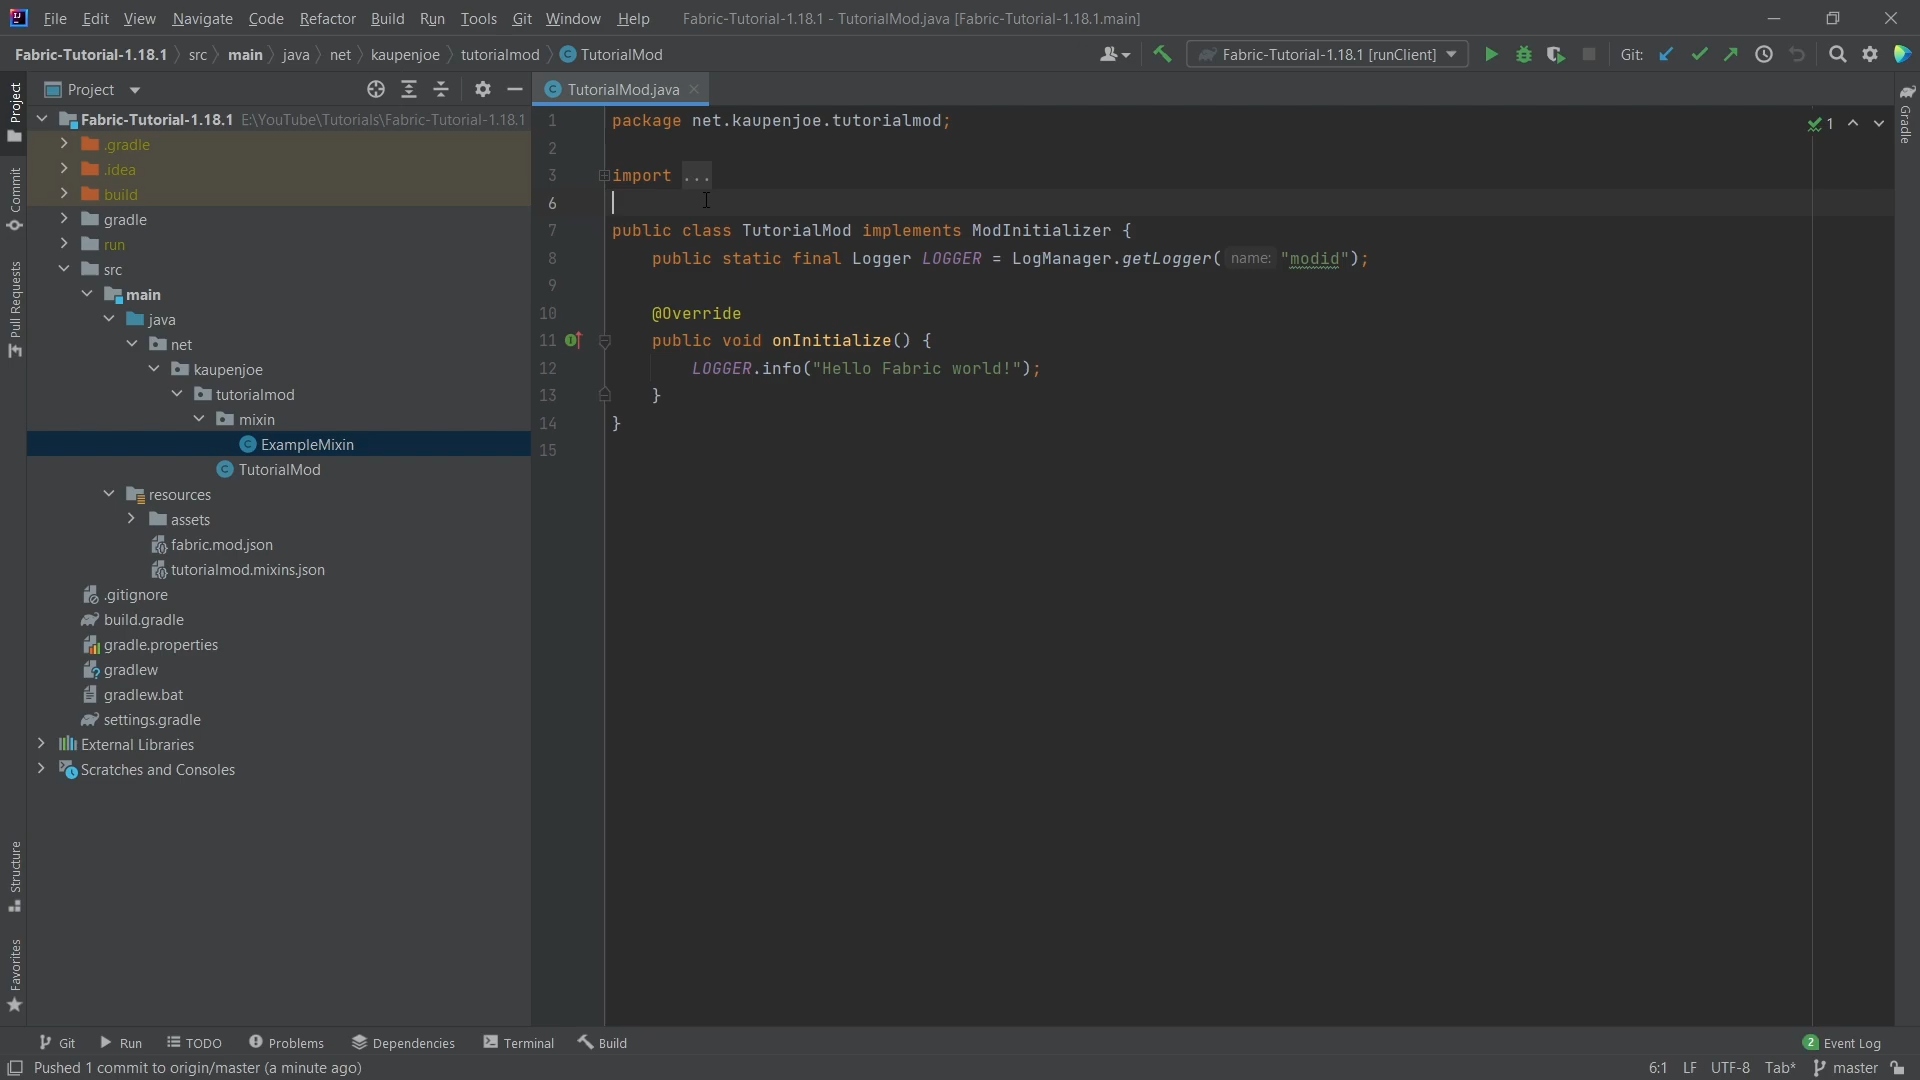 File Edit View Navigate Code Refactor Build Run Tools Git Window Help Fabric-Tutorial-1.18.1 - TutorialMod.java [Fabric-Tutorial-1.18.1.main]
Fabric-Tutorial-1.18.1 src main java net kaupenjoe tutorialmod TutorialMod Fabric-Tutorial-1.18.1 [runClient] Git:
Project
TutorialMod.java
Project
Commit
Pull Requests
Structure
Favorites
Fabric-Tutorial-1.18.1 E:\YouTube\Tutorials\Fabric-Tutorial-1.18.1
.gradle
.idea
build
gradle
run
src
main
java
net
kaupenjoe
tutorialmod
mixin
ExampleMixin
TutorialMod
resources
assets
fabric.mod.json
tutorialmod.mixins.json
.gitignore
build.gradle
gradle.properties
gradlew
gradlew.bat
settings.gradle
External Libraries
Scratches and Consoles
1 package net.kaupenjoe.tutorialmod;
2
3 import ...
6
7 public class TutorialMod implements ModInitializer {
8 public static final Logger LOGGER = LogManager.getLogger( name: "modid");
9
10 @Override
11 public void onInitialize() {
12 LOGGER.info("Hello Fabric world!");
13 }
14 }
15
1
Gradle
Git Run TODO Problems Dependencies Terminal Build 2 Event Log
Pushed 1 commit to origin/master (a minute ago) 6:1 LF UTF-8 Tab* master